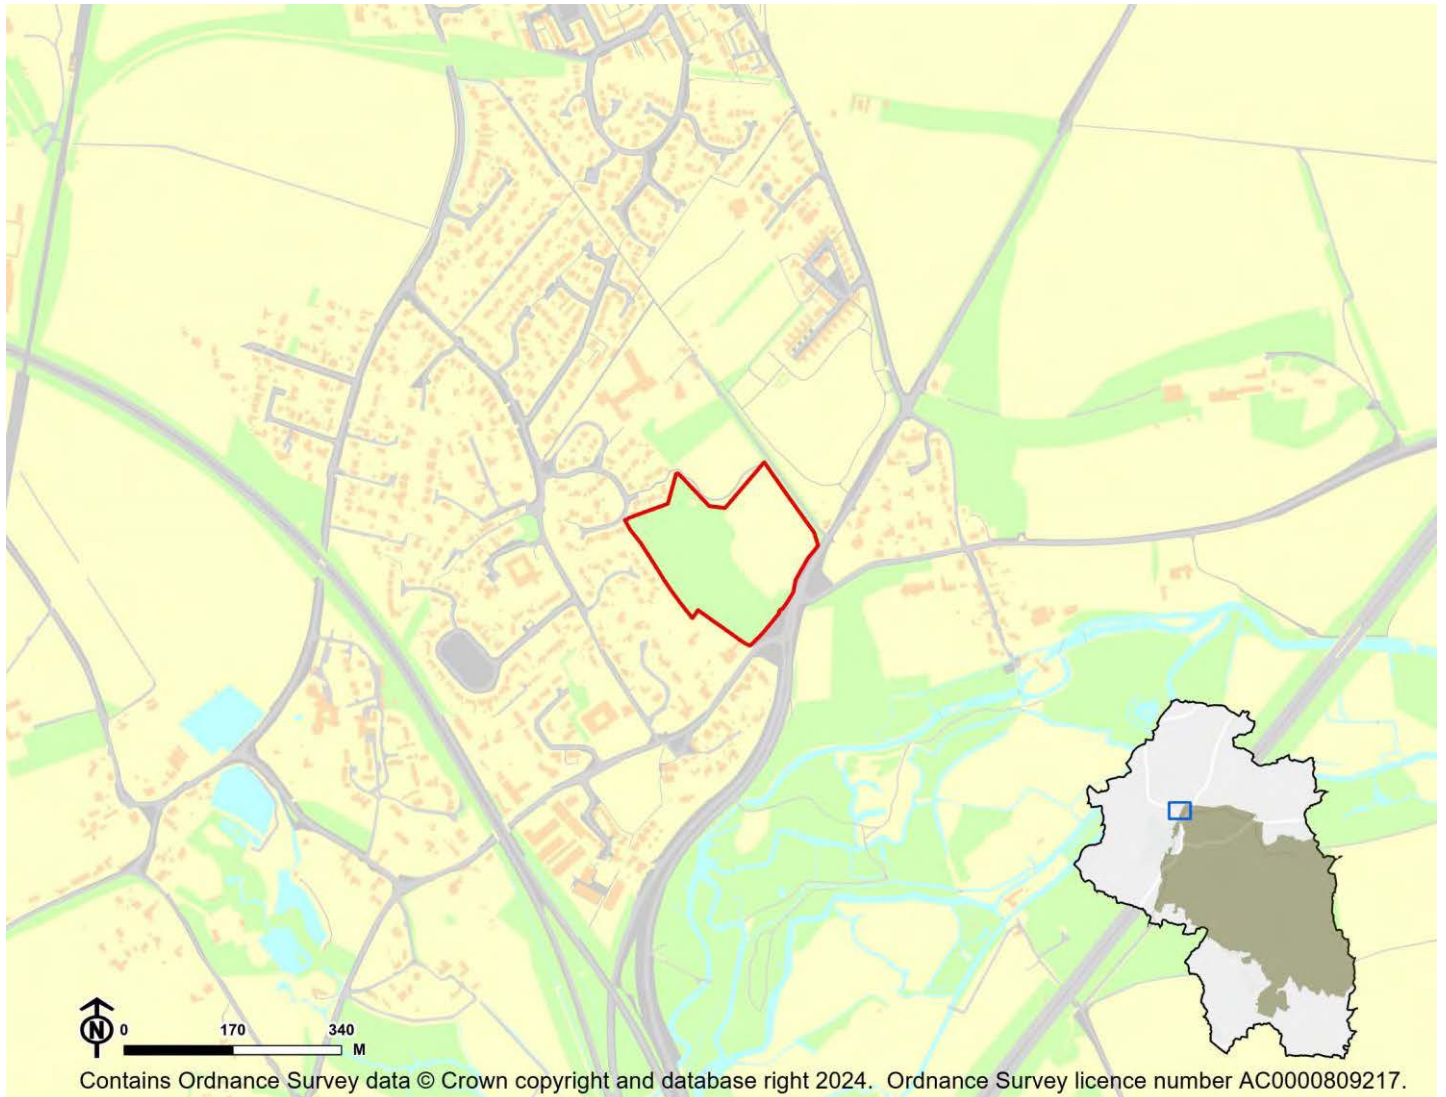 N
0 170 340
M
Contains Ordnance Survey data © Crown copyright and database right 2024. Ordnance Survey licence number AC0000809217.